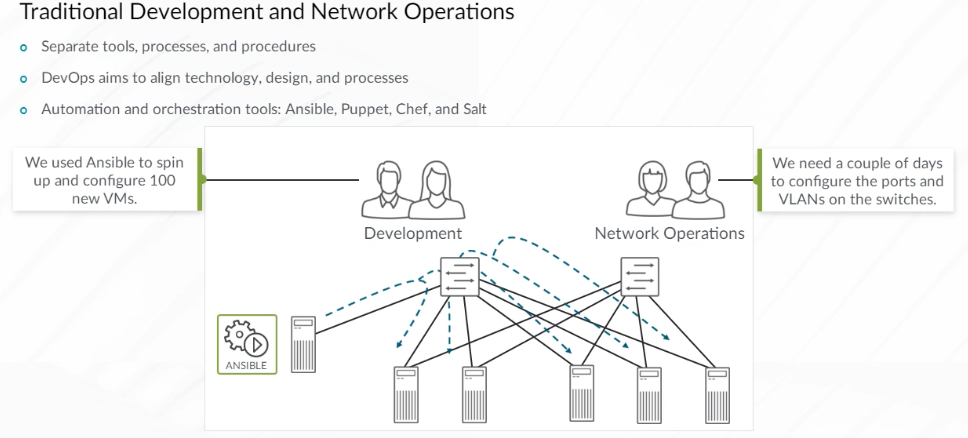 Traditional Development and Network Operations
Separate tools, processes, and procedures
DevOps aims to align technology, design, and processes
Automation and orchestration tools: Ansible, Puppet, Chef, and Salt
We used Ansible to spin
up and configure 100
new VMs.
We need a couple of days
to configure the ports and
VLANs on the switches.
Development
Network Operations
ANSIBLE